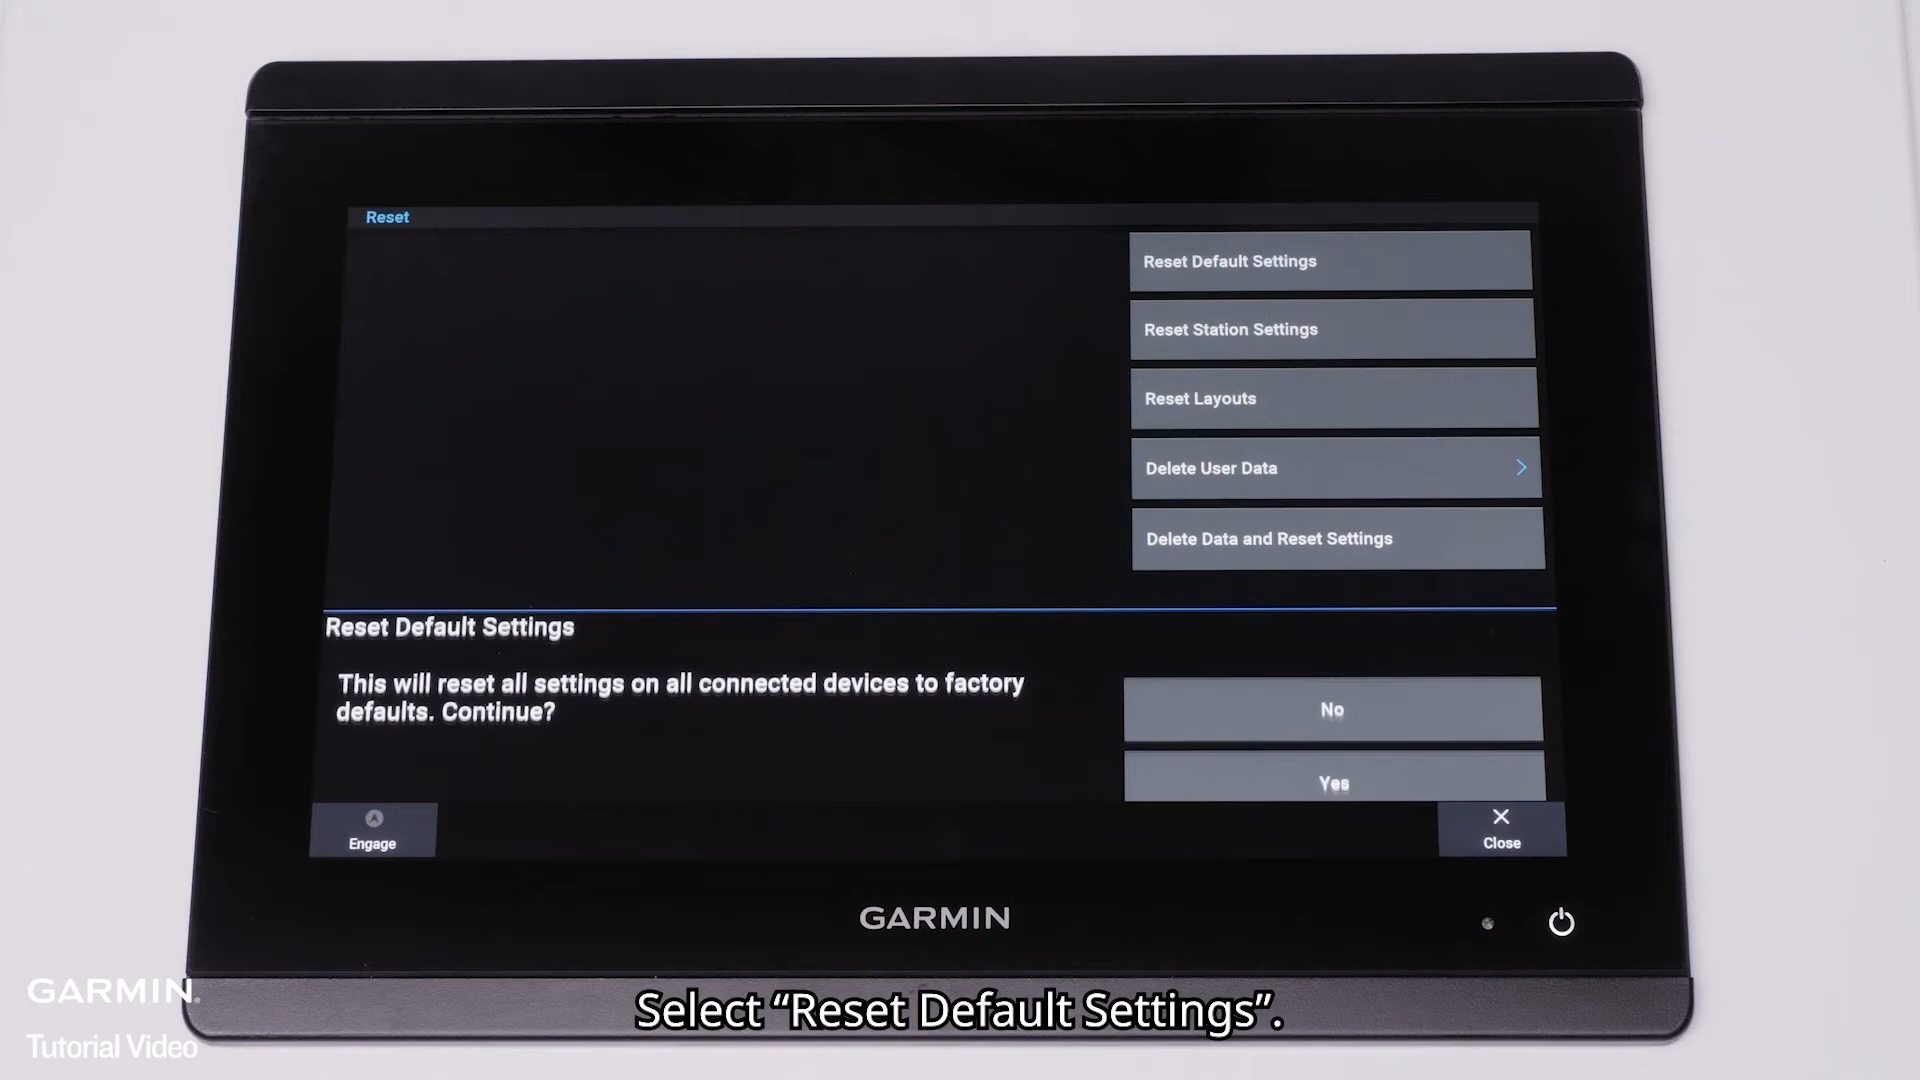 Reset
Reset Default Settings
Reset Station Settings
Reset Layouts
Delete User Data
Delete Data and Reset Settings
Reset Default Settings
This will reset all settings on all connected devices to factory
defaults. Continue?
No
Yes
Engage
Close
GARMIN
GARMIN
Tutorial Video
Select “Reset Default Settings”.